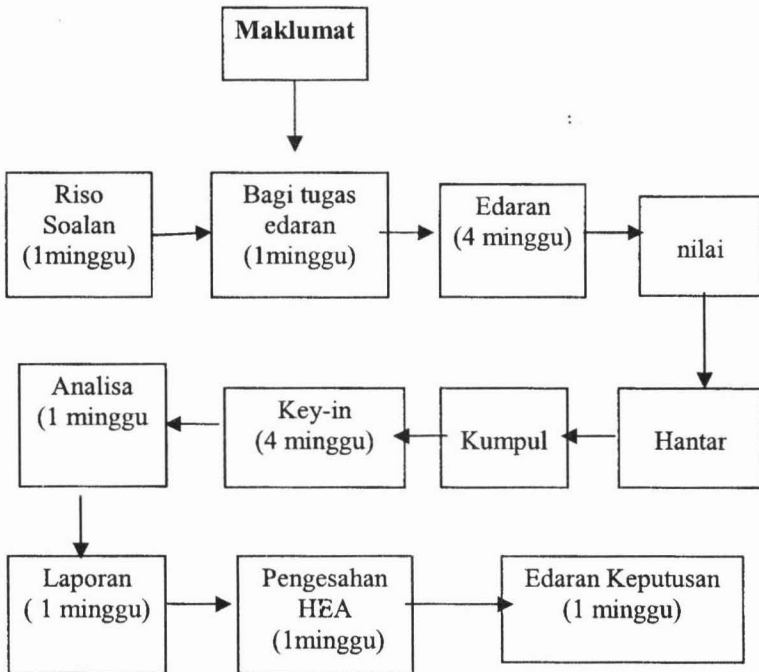 Maklumat
Riso
Soalan
(1minggu)
Bagi tugas
edaran
(1minggu)
Edaran
(4 minggu)
nilai
Analisa
(1 minggu
Key-in
(4 minggu)
Kumpul
Hantar
Laporan
( 1 minggu)
Pengesahan
HEA
(1minggu)
Edaran Keputusan
(1 minggu)